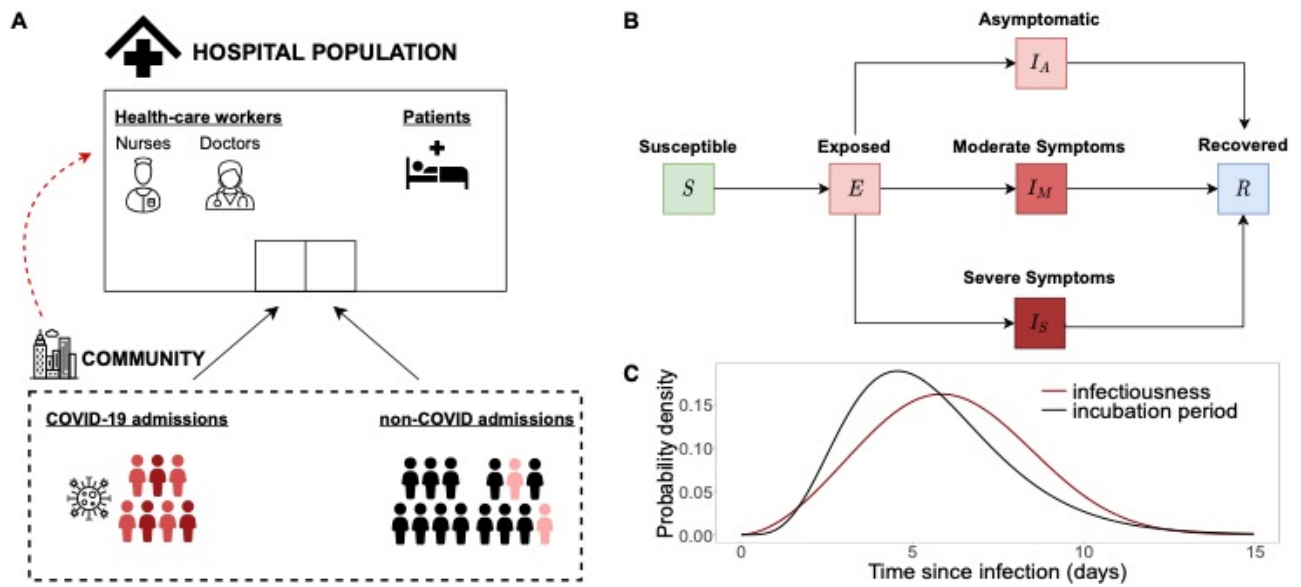 A
HOSPITAL POPULATION
Health-care workers
Patients
Nurses
Doctors
COMMUNITY
COVID-19 admissions
non-COVID admissions
B
Asymptomatic
I_A
Susceptible
Exposed
Moderate Symptoms
Recovered
S
E
I_M
R
Severe Symptoms
I_S
C
infectiousness
incubation period
Probability density
0.15
0.10
0.05
0.00
0
5
10
15
Time since infection (days)